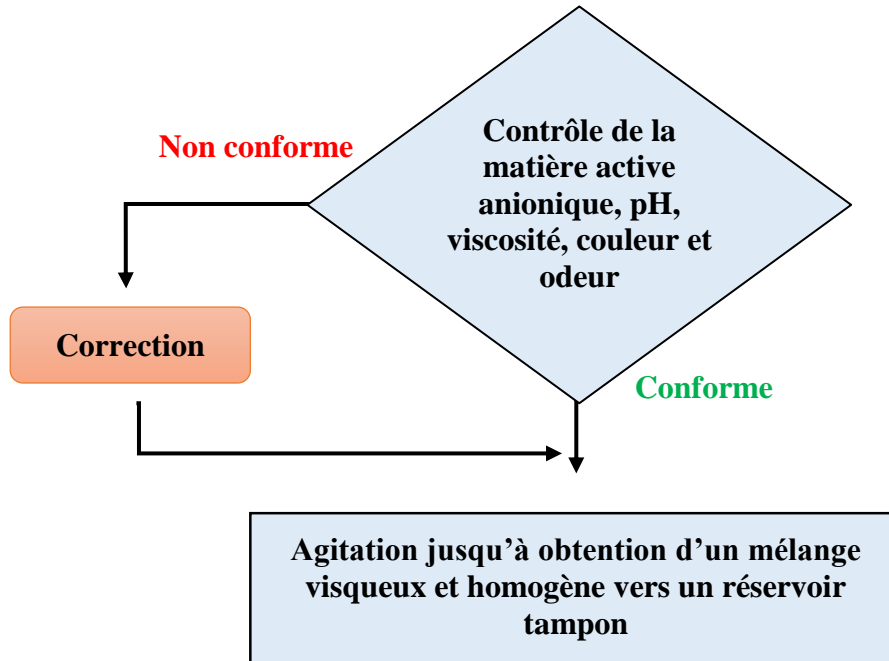 Contrôle de la
Non conforme
matière active
anionique, pH,
viscosité, couleur et
odeur
Correction
Conforme
Agitation jusqu'à obtention d'un mélange
visqueux et homogène vers un réservoir
tampon